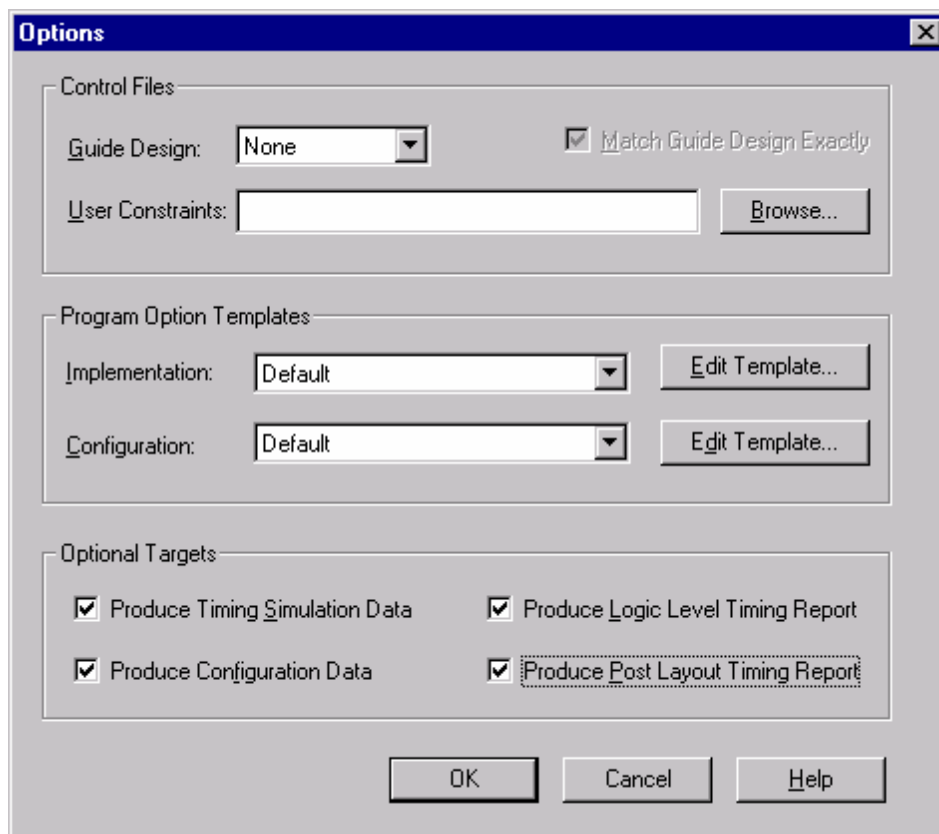 Options
Control Files
Guide Design: None Match Guide Design Exactly
User Constraints: Browse...
Program Option Templates
Implementation: Default Edit Template...
Configuration: Default Edit Template...
Optional Targets
Produce Timing Simulation Data Produce Logic Level Timing Report
Produce Configuration Data Produce Post Layout Timing Report
OK Cancel Help